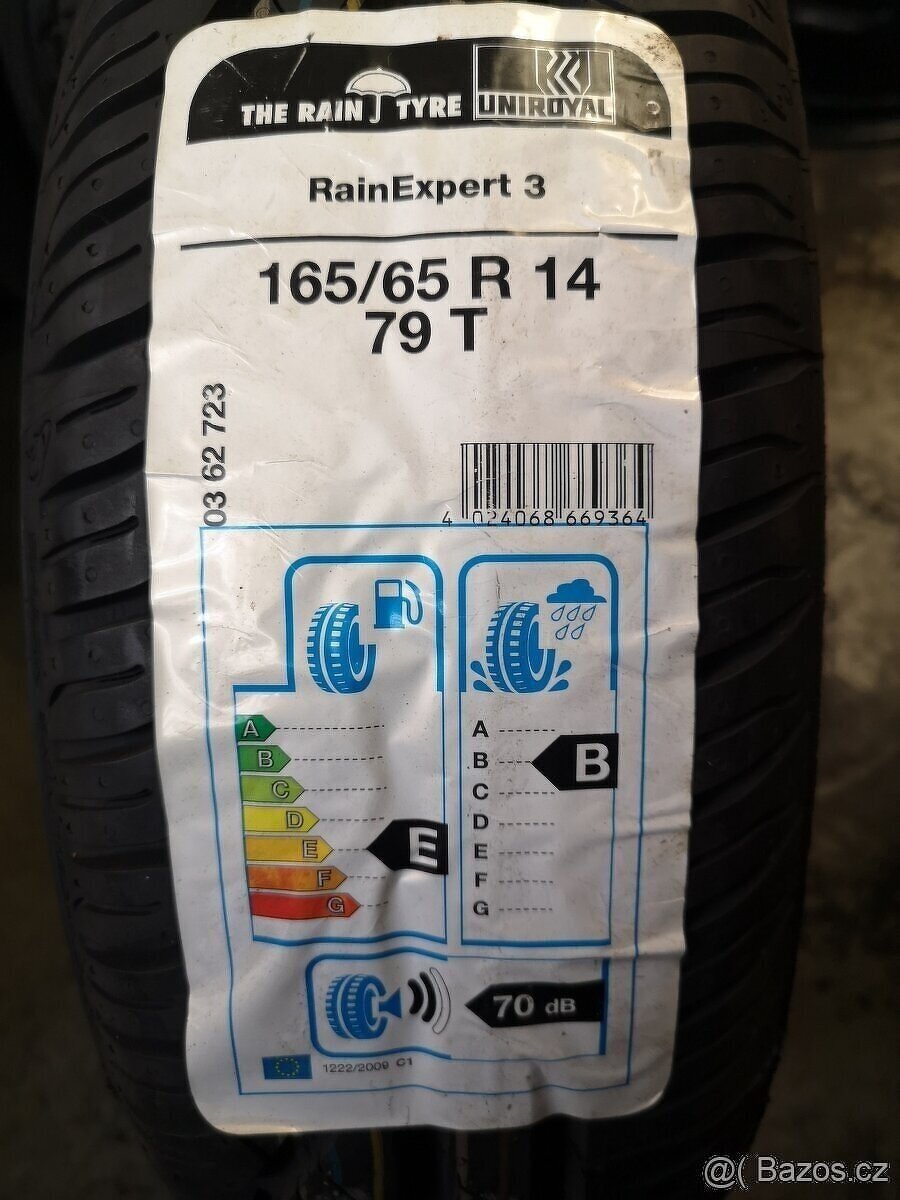 THE RAIN TYRE UNIROYAL
RainExpert 3
165/65 R 14
79 T
03 62 723
4 024068 669364
A
B
C
D
E
F
G
E
A
B
C
D
E
F
G
B
70 dB
1222/2009 C1
@( Bazos.cz